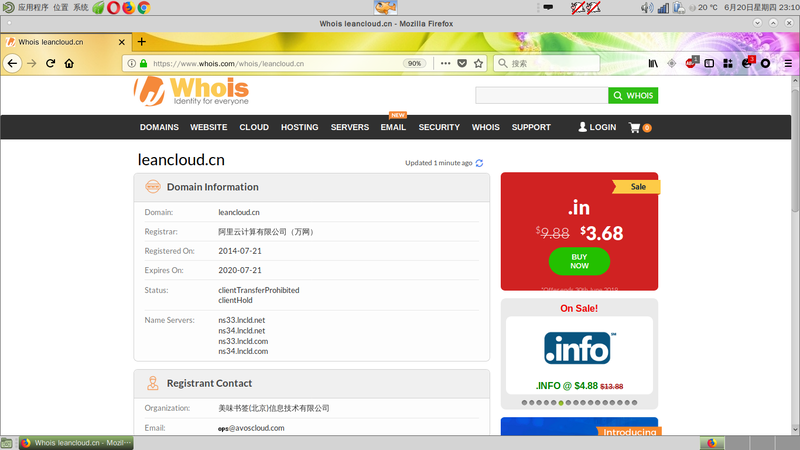 应用程序 位置 系统
20 °C 6月20日星期四 23:10
Whois leancloud.cn - Mozilla Firefox
Whois leancloud.cn
https://www.whois.com/whois/leancloud.cn
90%
搜索
Whois
Identity for everyone
WHOIS
NEW
DOMAINS WEBSITE CLOUD HOSTING SERVERS EMAIL SECURITY WHOIS SUPPORT LOGIN 0
leancloud.cn
Updated 1 minute ago
Domain Information
Domain: leancloud.cn
Registrar: 阿里云计算有限公司（万网）
Registered On: 2014-07-21
Expires On: 2020-07-21
Status: clientTransferProhibited
clientHold
Name Servers: ns33.lncld.net
ns34.lncld.net
ns33.lncld.com
ns34.lncld.com
Registrant Contact
Organization: 美味书签(北京)信息技术有限公司
Email: ops@avoscloud.com
Sale
.in
$9.88 $3.68
BUY
NOW
*Offer ends 30th June 2019
On Sale!
.info
.INFO @ $4.88 $13.88
Introducing
Whois leancloud.cn - Mozil···